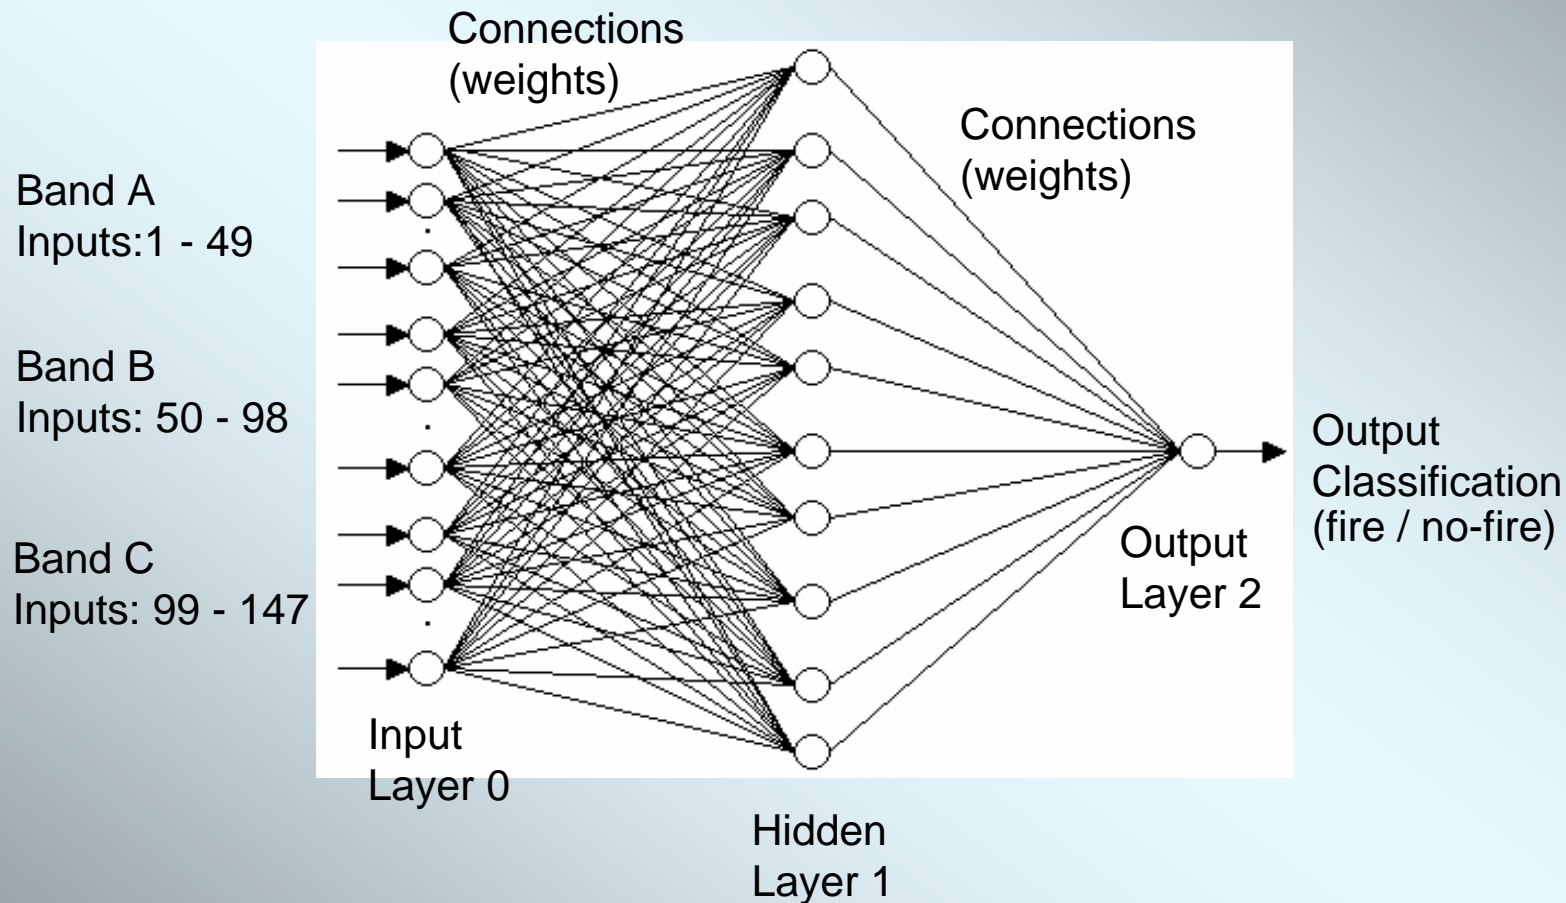 Connections
(weights)
Connections
(weights)
Band A
Inputs:1 - 49
Band B
Inputs: 50 - 98
Band C
Inputs: 99 - 147
Input
Layer 0
Hidden
Layer 1
Output
Layer 2
Output
Classification
(fire / no-fire)